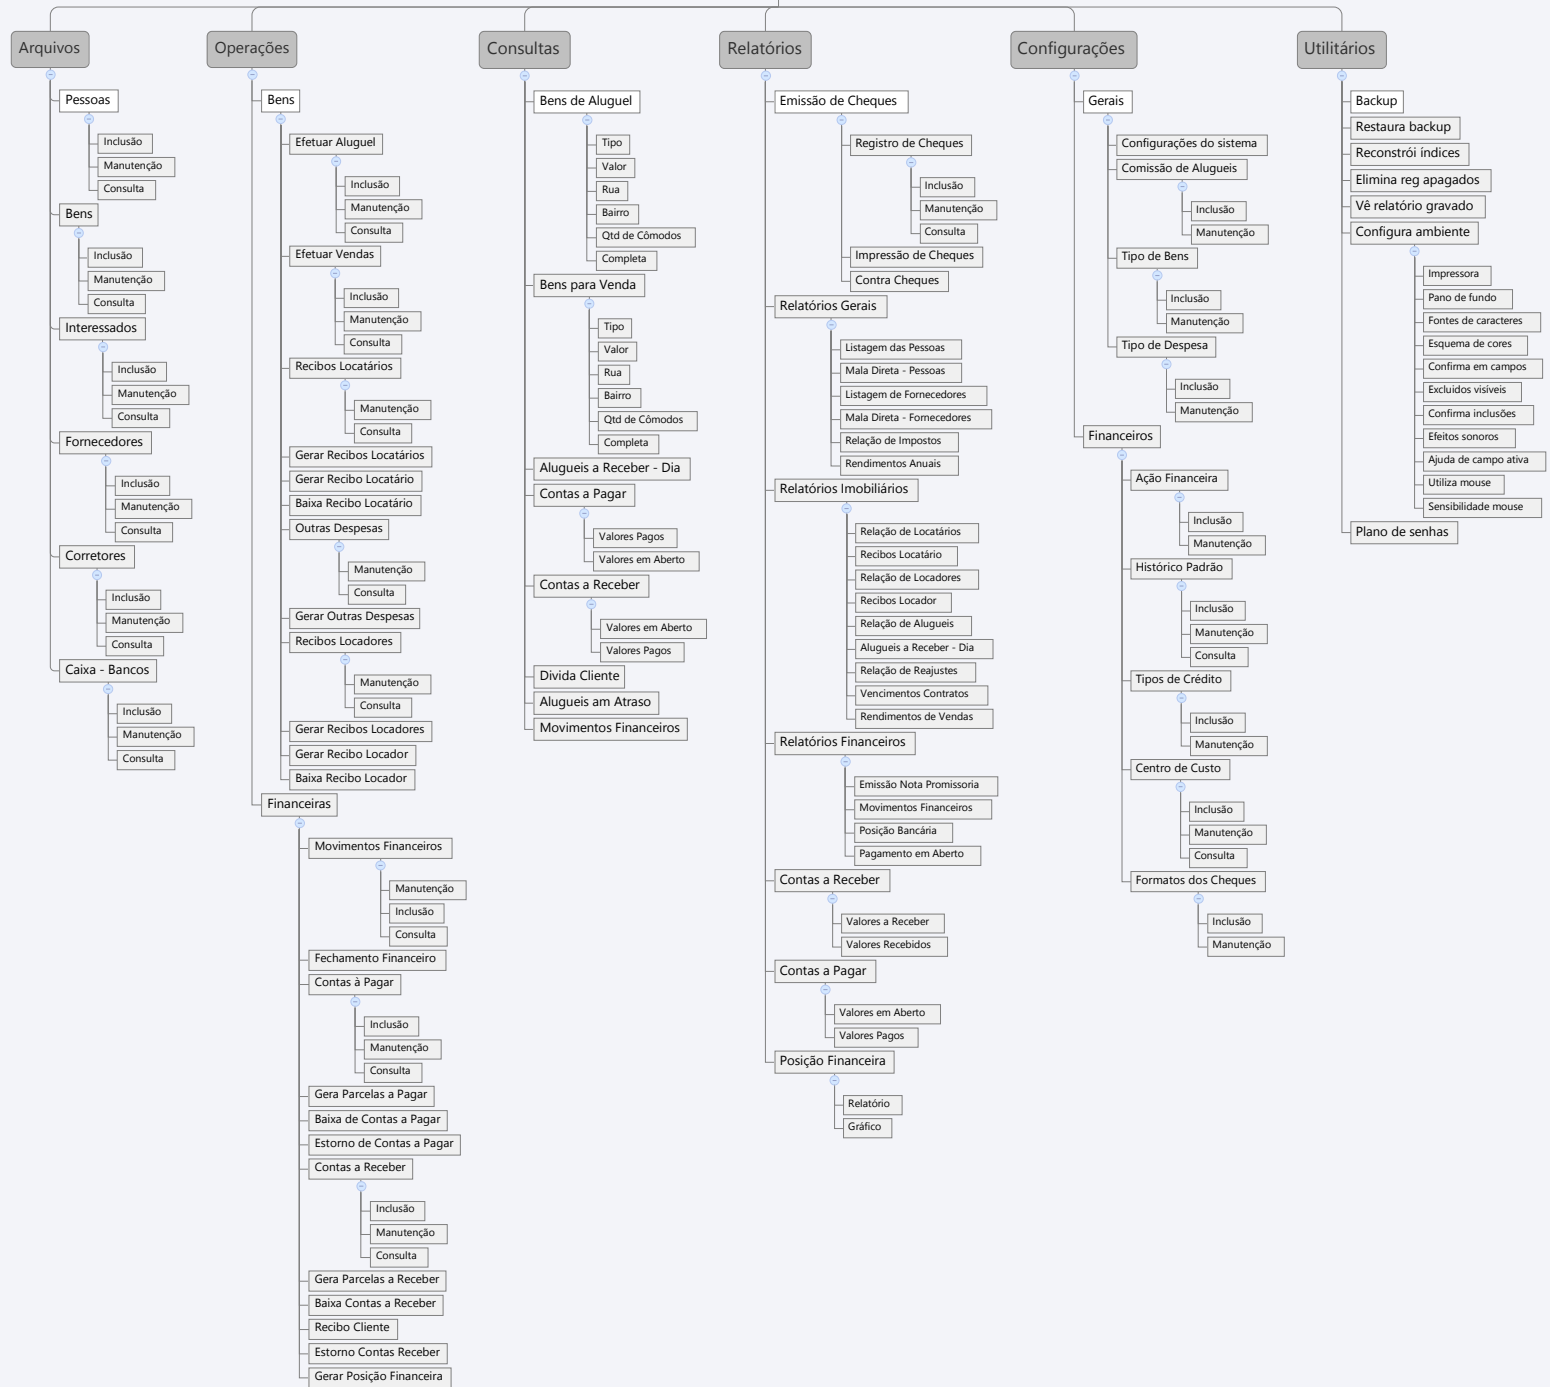 Arquivos
Pessoas
Inclusão
Manutenção
Consulta
Bens
Inclusão
Manutenção
Consulta
Interessados
Inclusão
Manutenção
Consulta
Fornecedores
Inclusão
Manutenção
Consulta
Corretores
Inclusão
Manutenção
Consulta
Caixa - Bancos
Inclusão
Manutenção
Consulta
Operações
Bens
Efetuar Aluguel
Inclusão
Manutenção
Consulta
Efetuar Vendas
Inclusão
Manutenção
Consulta
Recibos Locatários
Manutenção
Consulta
Gerar Recibos Locatários
Gerar Recibo Locatário
Baixa Recibo Locatário
Outras Despesas
Manutenção
Consulta
Gerar Outras Despesas
Recibos Locadores
Manutenção
Consulta
Gerar Recibos Locadores
Gerar Recibo Locador
Baixa Recibo Locador
Financeiras
Movimentos Financeiros
Manutenção
Inclusão
Consulta
Fechamento Financeiro
Contas à Pagar
Inclusão
Manutenção
Consulta
Gera Parcelas a Pagar
Baixa de Contas a Pagar
Estorno de Contas a Pagar
Contas a Receber
Inclusão
Manutenção
Consulta
Gera Parcelas a Receber
Baixa Contas a Receber
Recibo Cliente
Estorno Contas Receber
Gerar Posição Financeira
Consultas
Bens de Aluguel
Tipo
Valor
Rua
Bairro
Qtd de Cômodos
Completa
Bens para Venda
Tipo
Valor
Rua
Bairro
Qtd de Cômodos
Completa
Alugueis a Receber - Dia
Contas a Pagar
Valores Pagos
Valores em Aberto
Contas a Receber
Valores em Aberto
Valores Pagos
Divida Cliente
Alugueis am Atraso
Movimentos Financeiros
Relatórios
Emissão de Cheques
Registro de Cheques
Inclusão
Manutenção
Consulta
Impressão de Cheques
Contra Cheques
Relatórios Gerais
Listagem das Pessoas
Mala Direta - Pessoas
Listagem de Fornecedores
Mala Direta - Fornecedores
Relação de Impostos
Rendimentos Anuais
Relatórios Imobiliários
Relação de Locatários
Recibos Locatário
Relação de Locadores
Recibos Locador
Relação de Alugueis
Alugueis a Receber - Dia
Relação de Reajustes
Vencimentos Contratos
Rendimentos de Vendas
Relatórios Financeiros
Emissão Nota Promissoria
Movimentos Financeiros
Posição Bancária
Pagamento em Aberto
Contas a Receber
Valores a Receber
Valores Recebidos
Contas a Pagar
Valores em Aberto
Valores Pagos
Posição Financeira
Relatório
Gráfico
Configurações
Gerais
Configurações do sistema
Comissão de Alugueis
Inclusão
Manutenção
Tipo de Bens
Inclusão
Manutenção
Tipo de Despesa
Inclusão
Manutenção
Financeiros
Ação Financeira
Inclusão
Manutenção
Histórico Padrão
Inclusão
Manutenção
Consulta
Tipos de Crédito
Inclusão
Manutenção
Centro de Custo
Inclusão
Manutenção
Consulta
Formatos dos Cheques
Inclusão
Manutenção
Utilitários
Backup
Restaura backup
Reconstrói índices
Elimina reg apagados
Vê relatório gravado
Configura ambiente
Impressora
Pano de fundo
Fontes de caracteres
Esquema de cores
Confirma em campos
Excluidos visíveis
Confirma inclusões
Efeitos sonoros
Ajuda de campo ativa
Utiliza mouse
Sensibilidade mouse
Plano de senhas